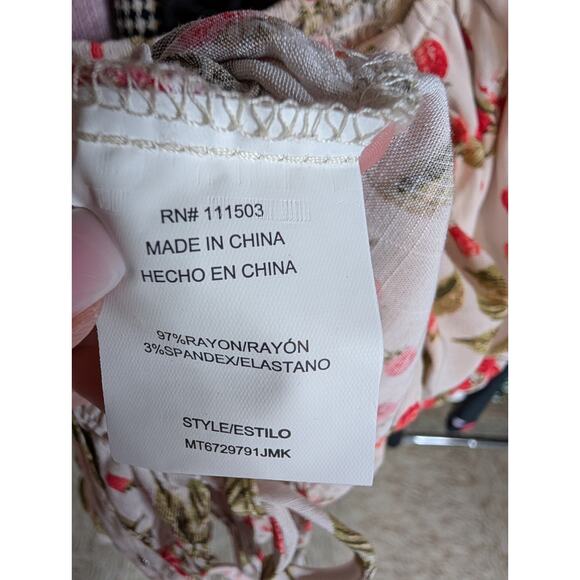 RN# 111503
MADE IN CHINA
HECHO EN CHINA
97%RAYON/RAYÓN
3%SPANDEX/ELASTANO
STYLE/ESTILO
MT6729791JMK